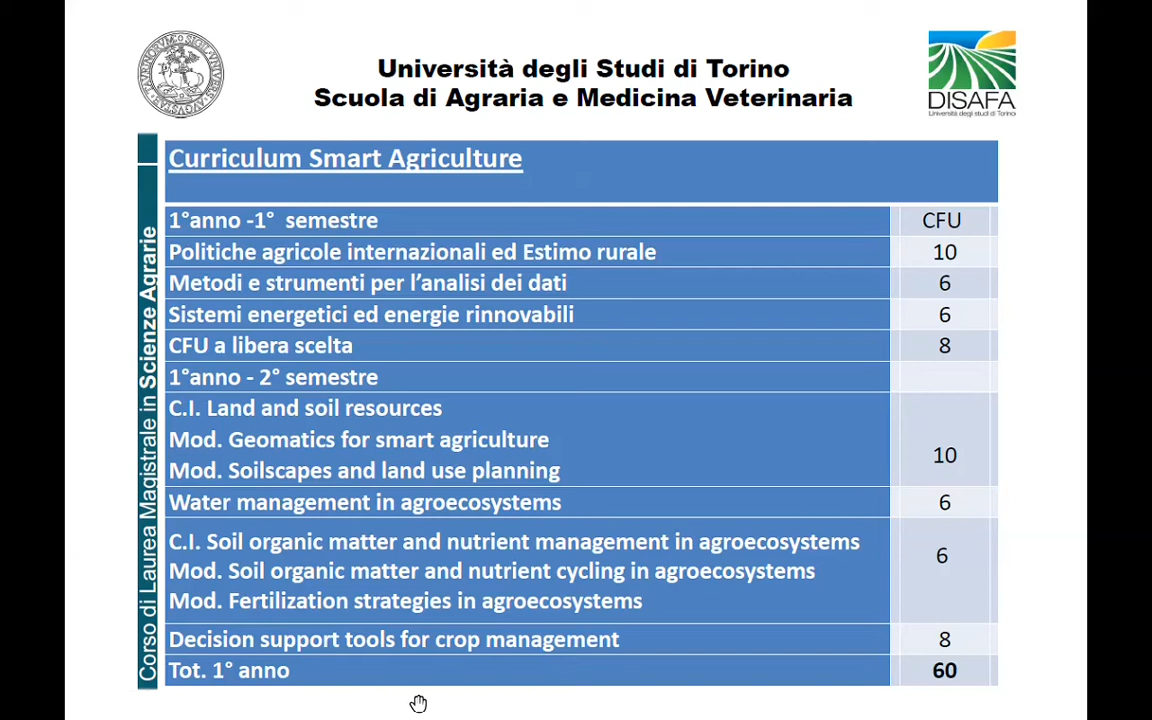 Università degli Studi di Torino
Scuola di Agraria e Medicina Veterinaria
DISAFA
Università degli studi di Torino
Corso di Laurea Magistrale in Scienze Agrarie
Curriculum Smart Agriculture
1°anno -1° semestre CFU
Politiche agricole internazionali ed Estimo rurale 10
Metodi e strumenti per l’analisi dei dati 6
Sistemi energetici ed energie rinnovabili 6
CFU a libera scelta 8
1°anno - 2° semestre
C.I. Land and soil resources
Mod. Geomatics for smart agriculture
Mod. Soilscapes and land use planning
10
Water management in agroecosystems 6
C.I. Soil organic matter and nutrient management in agroecosystems
Mod. Soil organic matter and nutrient cycling in agroecosystems
Mod. Fertilization strategies in agroecosystems
6
Decision support tools for crop management 8
Tot. 1° anno 60